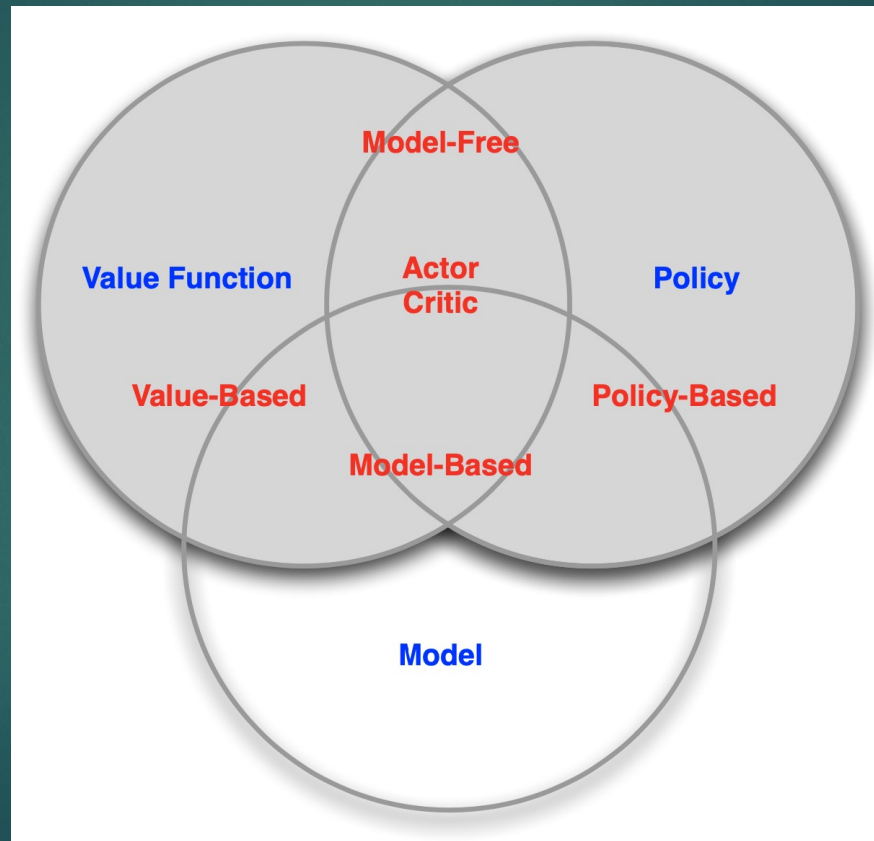 Model-Free
Actor
Critic
Value Function
Policy
Value-Based
Policy-Based
Model-Based
Model